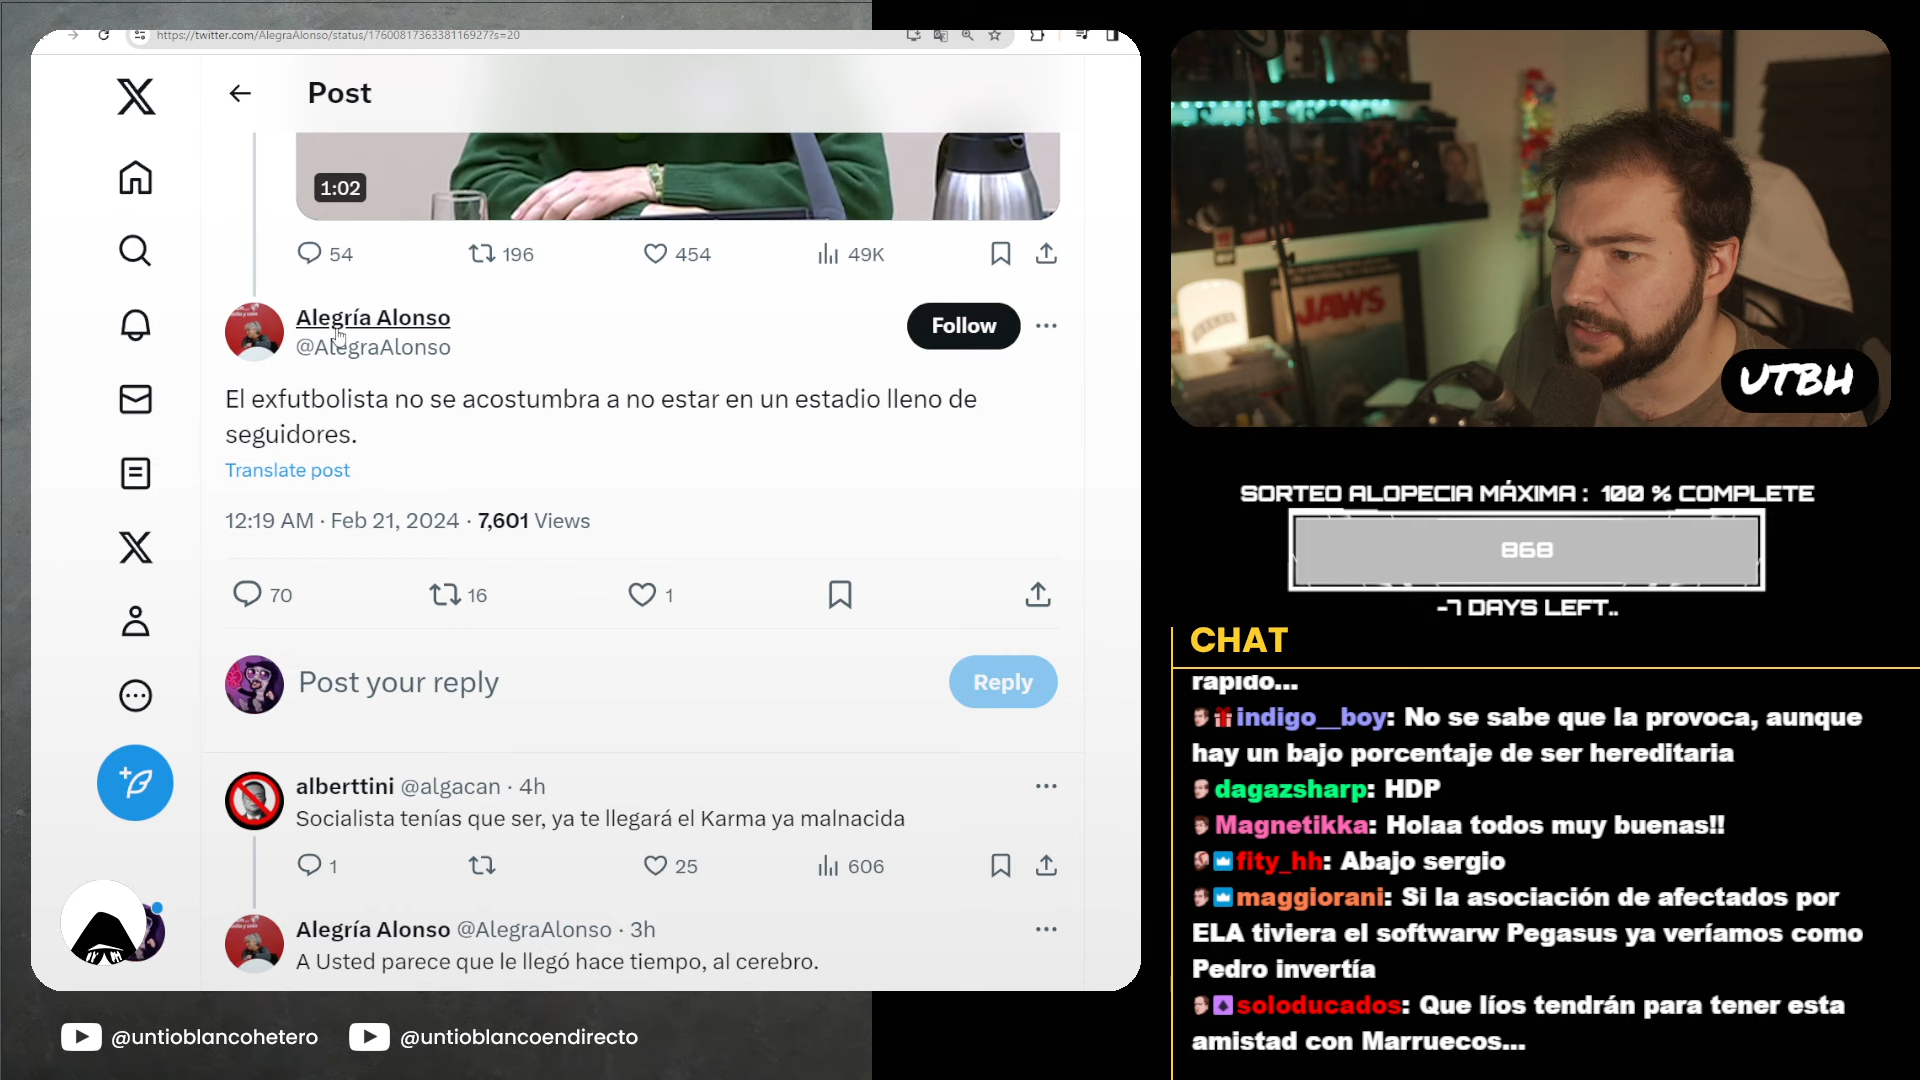 https://twitter.com/AlegraAlonso/status/1760081736338116927?s=20
Post
1:02
54
196
454
49K
Alegría Alonso
@AlegraAlonso
Follow
El exfutbolista no se acostumbra a no estar en un estadio lleno de
seguidores.
Translate post
12:19 AM · Feb 21, 2024 · 7,601 Views
70
16
1
Post your reply
Reply
alberttini @algacan · 4h
Socialista tenías que ser, ya te llegará el Karma ya malnacida
1
25
606
Alegría Alonso @AlegraAlonso · 3h
A Usted parece que le llegó hace tiempo, al cerebro.
@untioblancohetero
@untioblancoendirecto
JAWS
UTBH
SORTEO ALOPECIA MÁXIMA : 100 % COMPLETE
868
-7 DAYS LEFT..
CHAT
rapido...
indigo__boy: No se sabe que la provoca, aunque
hay un bajo porcentaje de ser hereditaria
dagazsharp: HDP
Magnetikka: Holaa todos muy buenas!!
fity_hh: Abajo sergio
maggiorani: Si la asociación de afectados por
ELA tiviera el softwarw Pegasus ya veríamos como
Pedro invertía
soloducados: Que líos tendrán para tener esta
amistad con Marruecos...